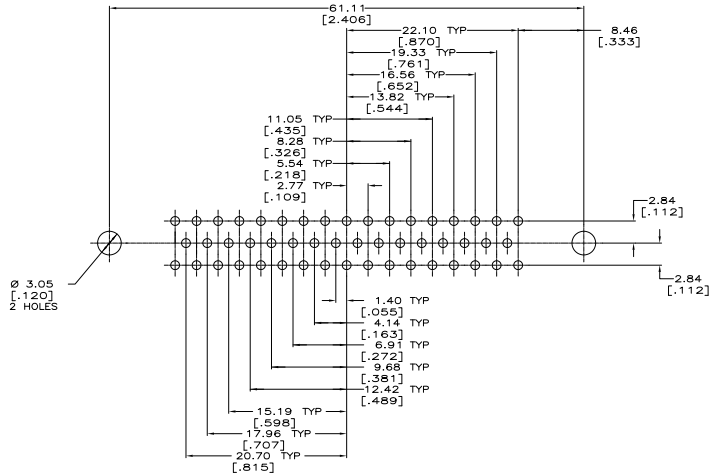 61.11
[2.406]
22.10 TYP
[.870]
8.46
[.333]
19.33 TYP
[.761]
16.56 TYP
[.652]
13.82 TYP
[.544]
11.05 TYP
[.435]
8.28 TYP
[.326]
5.54 TYP
[.218]
2.77 TYP
[.109]
2.84
[.112]
Ø 3.05
[.120]
2 HOLES
2.84
[.112]
1.40 TYP
[.055]
4.14 TYP
[.163]
6.91 TYP
[.272]
9.68 TYP
[.381]
12.42 TYP
[.489]
15.19 TYP
[.598]
17.96 TYP
[.707]
20.70 TYP
[.815]